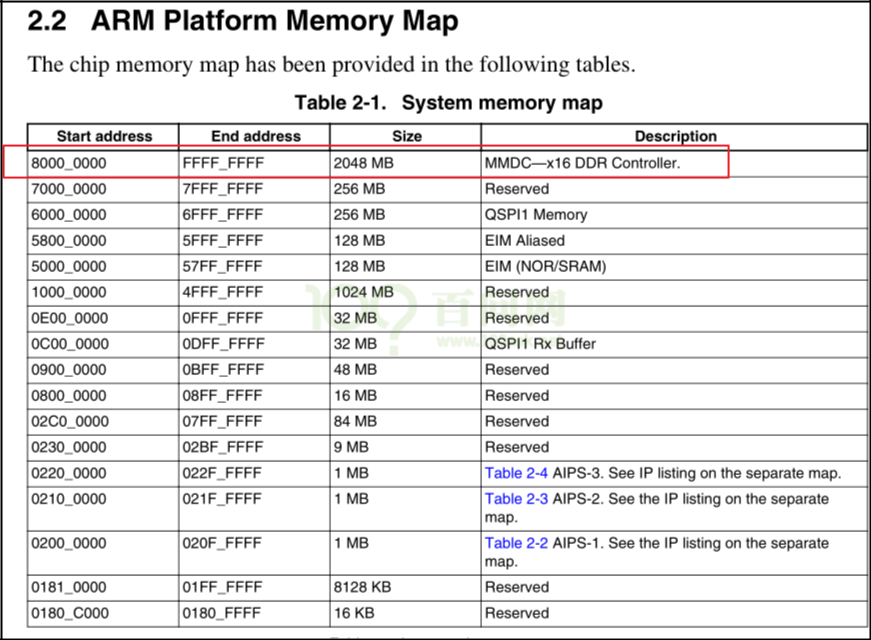 2.2 ARM Platform Memory Map
The chip memory map has been provided in the following tables.
Table 2-1. System memory map
Start address End address Size Description
8000_0000 FFFF_FFFF 2048 MB MMDC—x16 DDR Controller.
7000_0000 7FFF_FFFF 256 MB Reserved
6000_0000 6FFF_FFFF 256 MB QSPI1 Memory
5800_0000 5FFF_FFFF 128 MB EIM Aliased
5000_0000 57FF_FFFF 128 MB EIM (NOR/SRAM)
1000_0000 4FFF_FFFF 1024 MB Reserved
0E00_0000 0FFF_FFFF 32 MB Reserved
0C00_0000 0DFF_FFFF 32 MB QSPI1 Rx Buffer
0900_0000 0BFF_FFFF 48 MB Reserved
0800_0000 08FF_FFFF 16 MB Reserved
02C0_0000 07FF_FFFF 84 MB Reserved
0230_0000 02BF_FFFF 9 MB Reserved
0220_0000 022F_FFFF 1 MB Table 2-4 AIPS-3. See IP listing on the separate map.
0210_0000 021F_FFFF 1 MB Table 2-3 AIPS-2. See the IP listing on the separate
map.
0200_0000 020F_FFFF 1 MB Table 2-2 AIPS-1. See the IP listing on the separate
map.
0181_0000 01FF_FFFF 8128 KB Reserved
0180_C000 0180_FFFF 16 KB Reserved